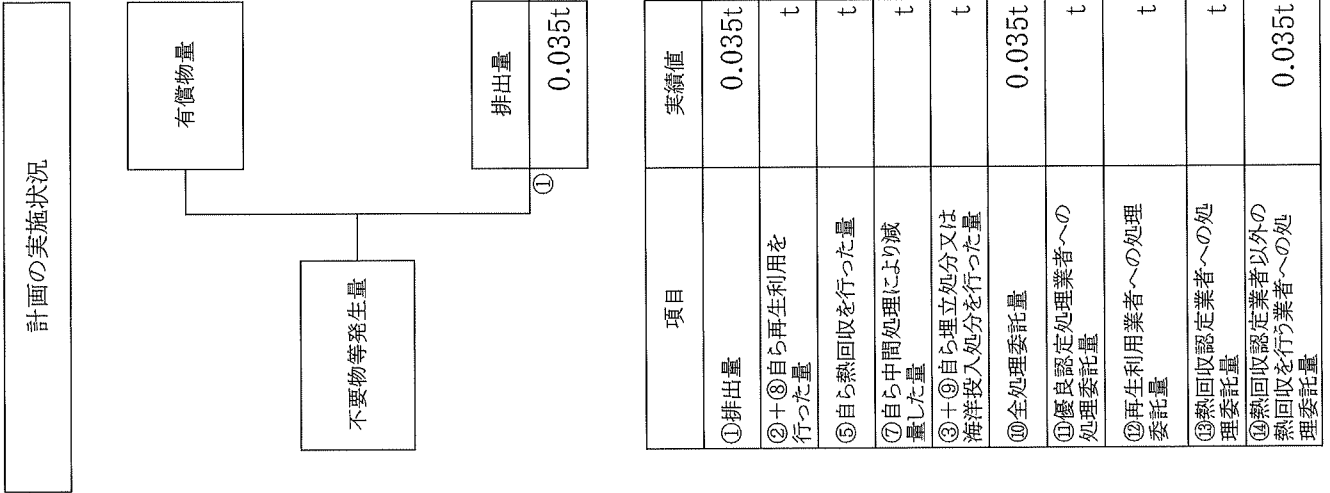 計画の実施状況
有償物量
不要物等発生量
排出量
①
0.035t
項目
実績値
①排出量
0.035t
②+⑧自ら再生利用を
行った量
t
⑤自ら熱回収を行った量
t
⑦自ら中間処理により減
量した量
t
③+⑨自ら埋立処分又は
海洋投入処分を行った量
t
⑩全処理委託量
0.035t
⑪優良認定処理業者への
処理委託量
t
⑫再生利用業者への処理
委託量
t
⑬熱回収認定業者への処
理委託量
t
⑭熱回収認定業者以外の
熱回収を行う業者への処
理委託量
0.035t